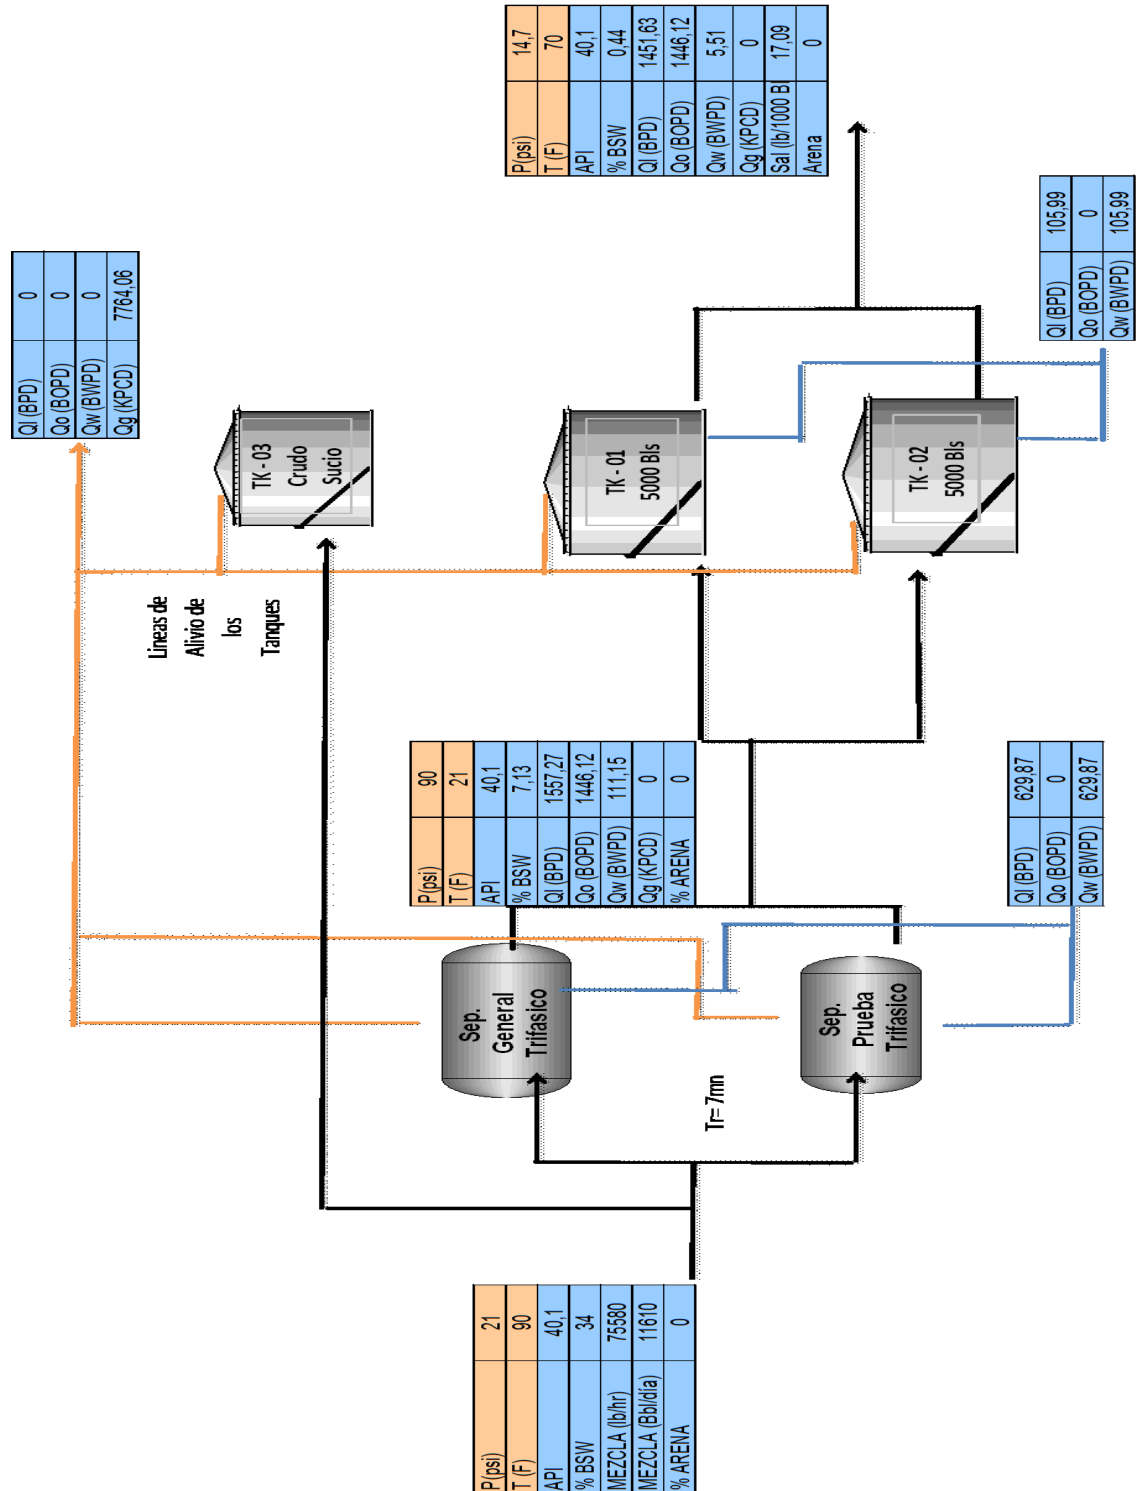 P(psi) 21
T (F) 90
API 40,1
% BSW 34
MEZCLA (lb/hr) 75580
MEZCLA (Bbl/día) 11610
% ARENA 0
Sep.
General
Trifasico
Tr= 7mn
Sep.
Prueba
Trifasico
P(psi) 90
T (F) 21
API 40,1
% BSW 7,13
Ql (BPD) 1557,27
Qo (BOPD) 1446,12
Qw (BWPD) 111,15
Qg (KPCD) 0
% ARENA 0
Ql (BPD) 629,87
Qo (BOPD) 0
Qw (BWPD) 629,87
Lineas de
Alivio de
los
Tanques
TK - 03
Crudo
Sucio
TK - 01
5000 Bls
TK - 02
5000 Bls
Ql (BPD) 0
Qo (BOPD) 0
Qw (BWPD) 0
Qg (KPCD) 7764,06
P(psi) 14,7
T (F) 70
API 40,1
% BSW 0,44
Ql (BPD) 1451,63
Qo (BOPD) 1446,12
Qw (BWPD) 5,51
Qg (KPCD) 0
Sal (lb/1000 Bl 17,09
Arena 0
Ql (BPD) 105,99
Qo (BOPD) 0
Qw (BWPD) 105,99